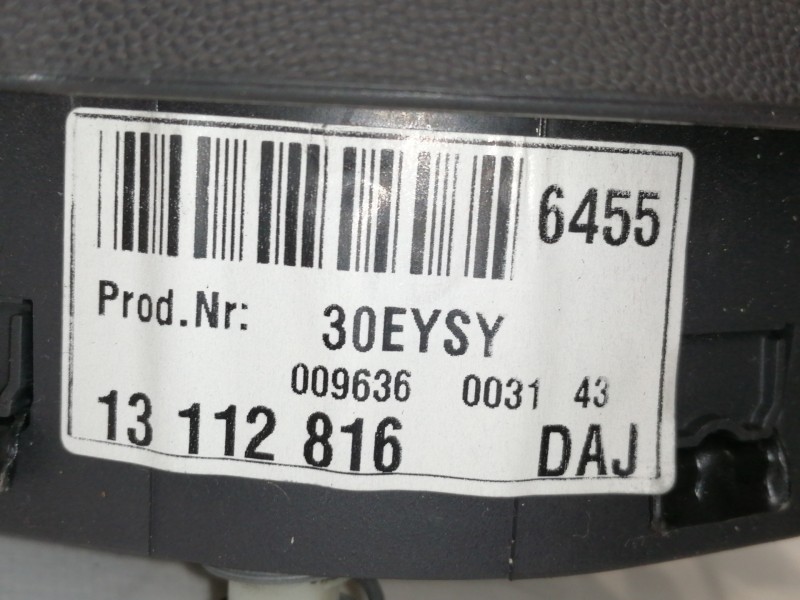 6455
Prod.Nr: 30EYSY
009636 0031 43
13 112 816 DAJ